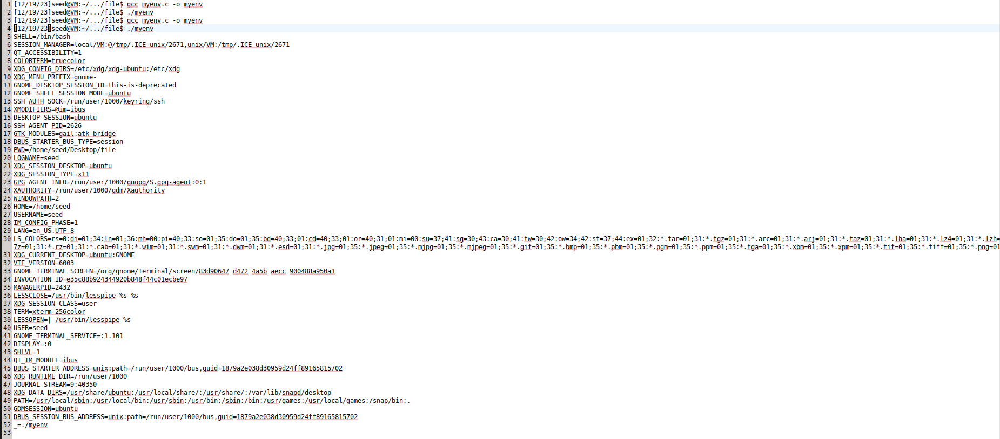 1 [12/19/23]seed@VM:~/.../file$ gcc myenv.c -o myenv
2 [12/19/23]seed@VM:~/.../file$ ./myenv
3 [12/19/23]seed@VM:~/.../file$ gcc myenv.c -o myenv
4 [12/19/23]seed@VM:~/.../file$ ./myenv
5 SHELL=/bin/bash
6 SESSION_MANAGER=local/VM:@/tmp/.ICE-unix/2671,unix/VM:/tmp/.ICE-unix/2671
7 QT_ACCESSIBILITY=1
8 COLORTERM=truecolor
9 XDG_CONFIG_DIRS=/etc/xdg/xdg-ubuntu:/etc/xdg
10 XDG_MENU_PREFIX=gnome-
11 GNOME_DESKTOP_SESSION_ID=this-is-deprecated
12 GNOME_SHELL_SESSION_MODE=ubuntu
13 SSH_AUTH_SOCK=/run/user/1000/keyring/ssh
14 XMODIFIERS=@im=ibus
15 DESKTOP_SESSION=ubuntu
16 SSH_AGENT_PID=2626
17 GTK_MODULES=gail:atk-bridge
18 DBUS_STARTER_BUS_TYPE=session
19 PWD=/home/seed/Desktop/file
20 LOGNAME=seed
21 XDG_SESSION_DESKTOP=ubuntu
22 XDG_SESSION_TYPE=x11
23 GPG_AGENT_INFO=/run/user/1000/gnupg/S.gpg-agent:0:1
24 XAUTHORITY=/run/user/1000/gdm/Xauthority
25 WINDOWPATH=2
26 HOME=/home/seed
27 USERNAME=seed
28 IM_CONFIG_PHASE=1
29 LANG=en_US.UTF-8
30 LS_COLORS=rs=0:di=01;34:ln=01;36:mh=00:pi=40;33:so=01;35:do=01;35:bd=40;33;01:cd=40;33;01:or=40;31;01:mi=00:su=37;41:sg=30;43:ca=30;41:tw=30;42:ow=34;42:st=37;44:ex=01;32:*.tar=01;31:*.tgz=01;31:*.arc=01;31:*.arj=01;31:*.taz=01;31:*.lha=01;31:*.lz4=01;31:*.lzh=
7z=01;31:*.rz=01;31:*.cab=01;31:*.wim=01;31:*.swm=01;31:*.dwm=01;31:*.esd=01;31:*.jpg=01;35:*.jpeg=01;35:*.mjpg=01;35:*.mjpeg=01;35:*.gif=01;35:*.bmp=01;35:*.pbm=01;35:*.pgm=01;35:*.ppm=01;35:*.tga=01;35:*.xbm=01;35:*.xpm=01;35:*.tif=01;35:*.tiff=01;35:*.png=01
31 XDG_CURRENT_DESKTOP=ubuntu:GNOME
32 VTE_VERSION=6003
33 GNOME_TERMINAL_SCREEN=/org/gnome/Terminal/screen/83d90647_d472_4a5b_aecc_900488a950a1
34 INVOCATION_ID=e35c88b924344920b848f44c01ecbe97
35 MANAGERPID=2432
36 LESSCLOSE=/usr/bin/lesspipe %s %s
37 XDG_SESSION_CLASS=user
38 TERM=xterm-256color
39 LESSOPEN=| /usr/bin/lesspipe %s
40 USER=seed
41 GNOME_TERMINAL_SERVICE=:1.101
42 DISPLAY=:0
43 SHLVL=1
44 QT_IM_MODULE=ibus
45 DBUS_STARTER_ADDRESS=unix:path=/run/user/1000/bus,guid=1879a2e038d30959d24ff89165815702
46 XDG_RUNTIME_DIR=/run/user/1000
47 JOURNAL_STREAM=9:40350
48 XDG_DATA_DIRS=/usr/share/ubuntu:/usr/local/share/:/usr/share/:/var/lib/snapd/desktop
49 PATH=/usr/local/sbin:/usr/local/bin:/usr/sbin:/usr/bin:/sbin:/bin:/usr/games:/usr/local/games:/snap/bin:.
50 GDMSESSION=ubuntu
51 DBUS_SESSION_BUS_ADDRESS=unix:path=/run/user/1000/bus,guid=1879a2e038d30959d24ff89165815702
52 _=./myenv
53